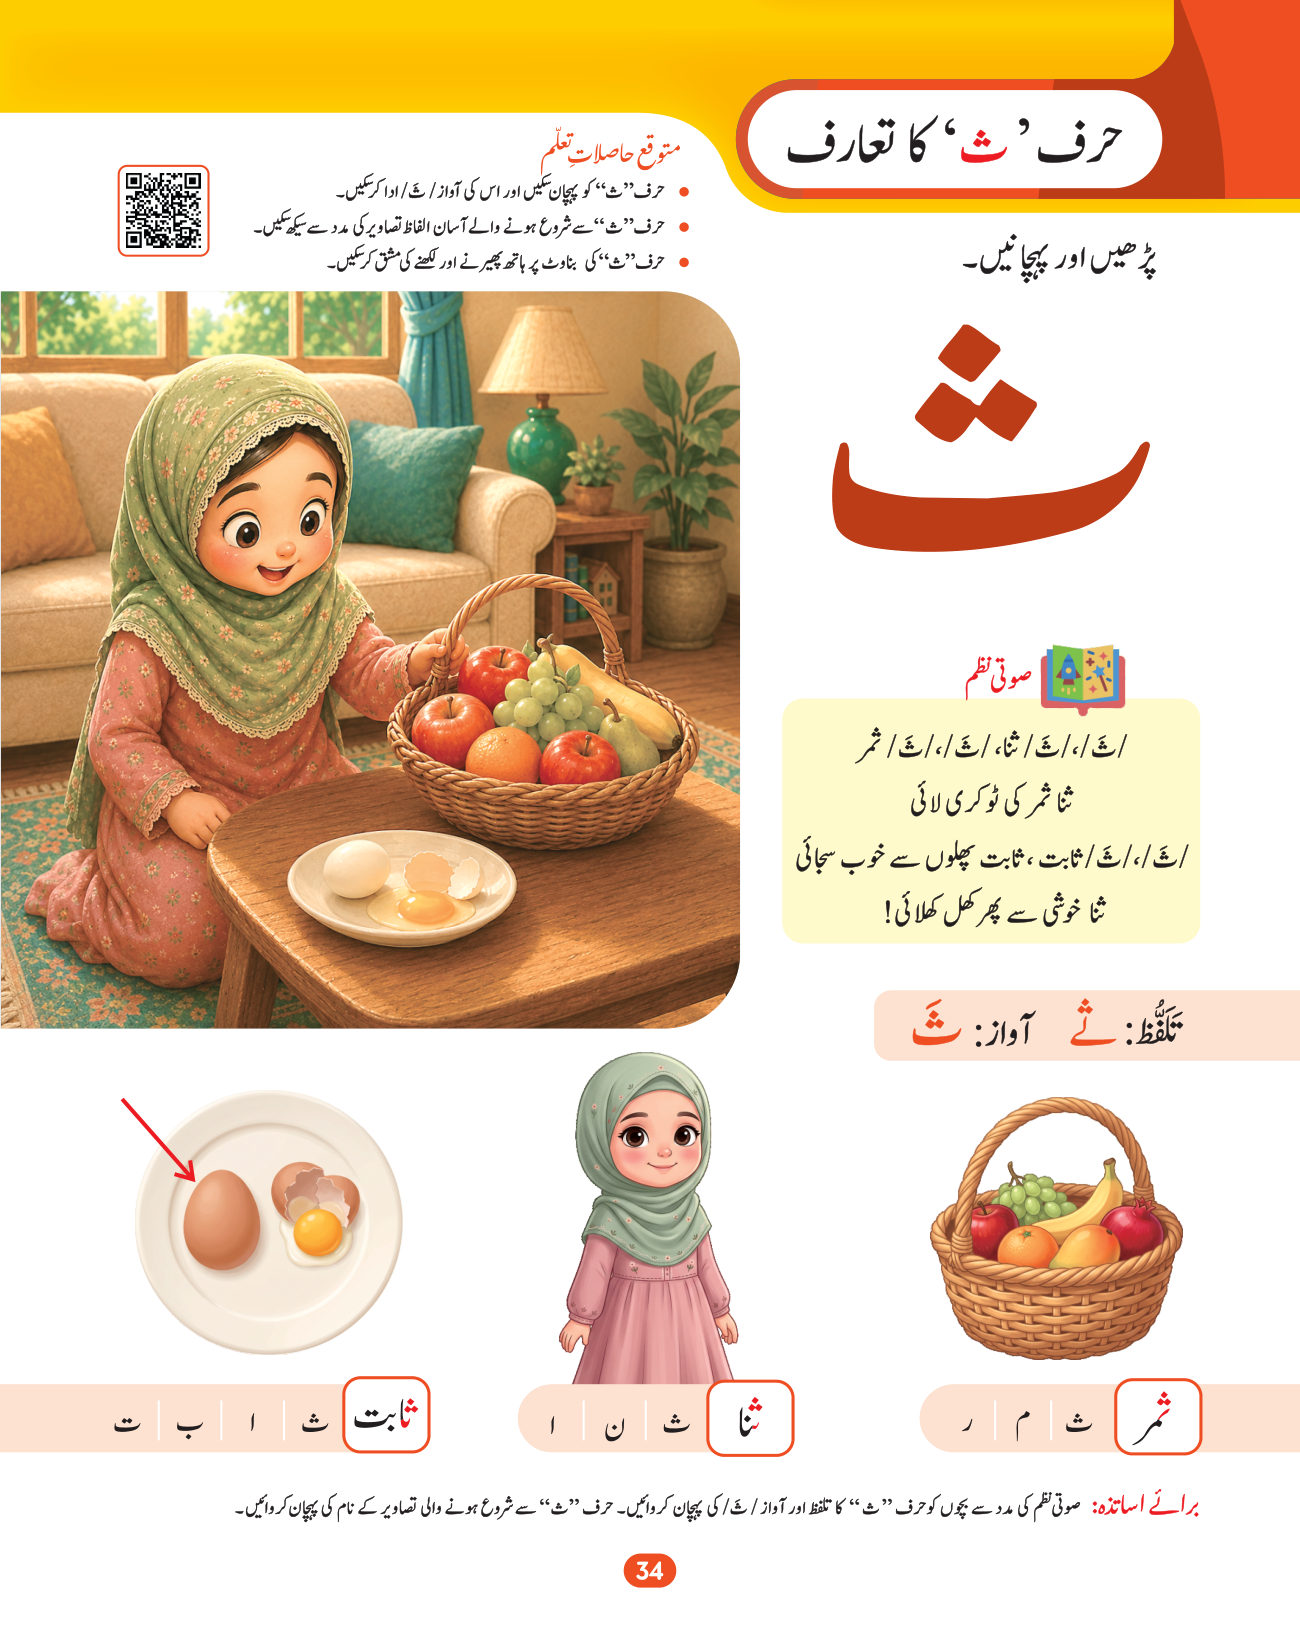 حرف ’ث‘ کا تعارف
متوقع حاصلاتِ تعلّم
حرف ”ث“ کو پہچان سکیں اور اس کی آواز /ثَ/ ادا کر سکیں۔
حرف ”ث“ سے شروع ہونے والے آسان الفاظ تصاویر کی مدد سے سیکھ سکیں۔
حرف ”ث“ کی بناوٹ پر ہاتھ پھیرنے اور لکھنے کی مشق کر سکیں۔
پڑھیں اور پہچانیں۔
ث
صوتی نظم
/ثَ/،/ثَ/ ثنا، /ثَ/،/ثَ/ ثمر
ثنا ثمر کی ٹوکری لائی
/ثَ/،/ثَ/ ثابت ، ثابت پھلوں سے خوب سجائی
ثنا خوشی سے پھر کھل کھلائی!
تَلَفُّظ: ثے آواز: ثَ
ثمر ث م ر
ثنا ث ن ا
ثابت ث ا ب ت
برائے اساتذہ: صوتی نظم کی مدد سے بچوں کو حرف ”ث“ کا تلفظ اور آواز /ثَ/ کی پہچان کروائیں۔ حرف ”ث“ سے شروع ہونے والی تصاویر کے نام کی پہچان کروائیں۔
34